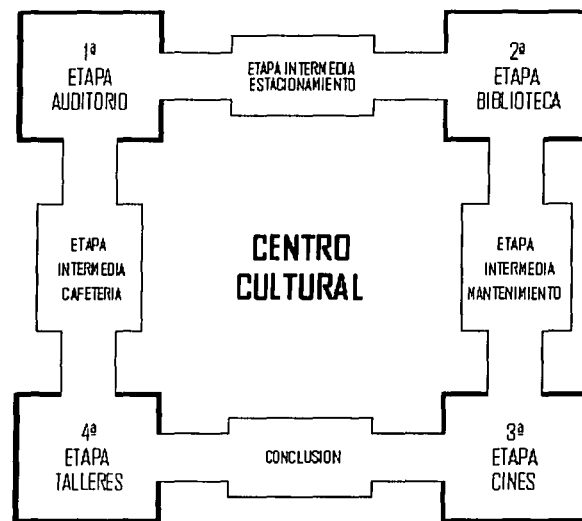 1ª
ETAPA
AUDITORIO
ETAPA INTERMEDIA
ESTACIONAMIENTO
2ª
ETAPA
BIBLIOTECA
ETAPA
INTERMEDIA
CAFETERIA
CENTRO
CULTURAL
ETAPA
INTERMEDIA
MANTENIMIENTO
4ª
ETAPA
TALLERES
CONCLUSION
3ª
ETAPA
CINES